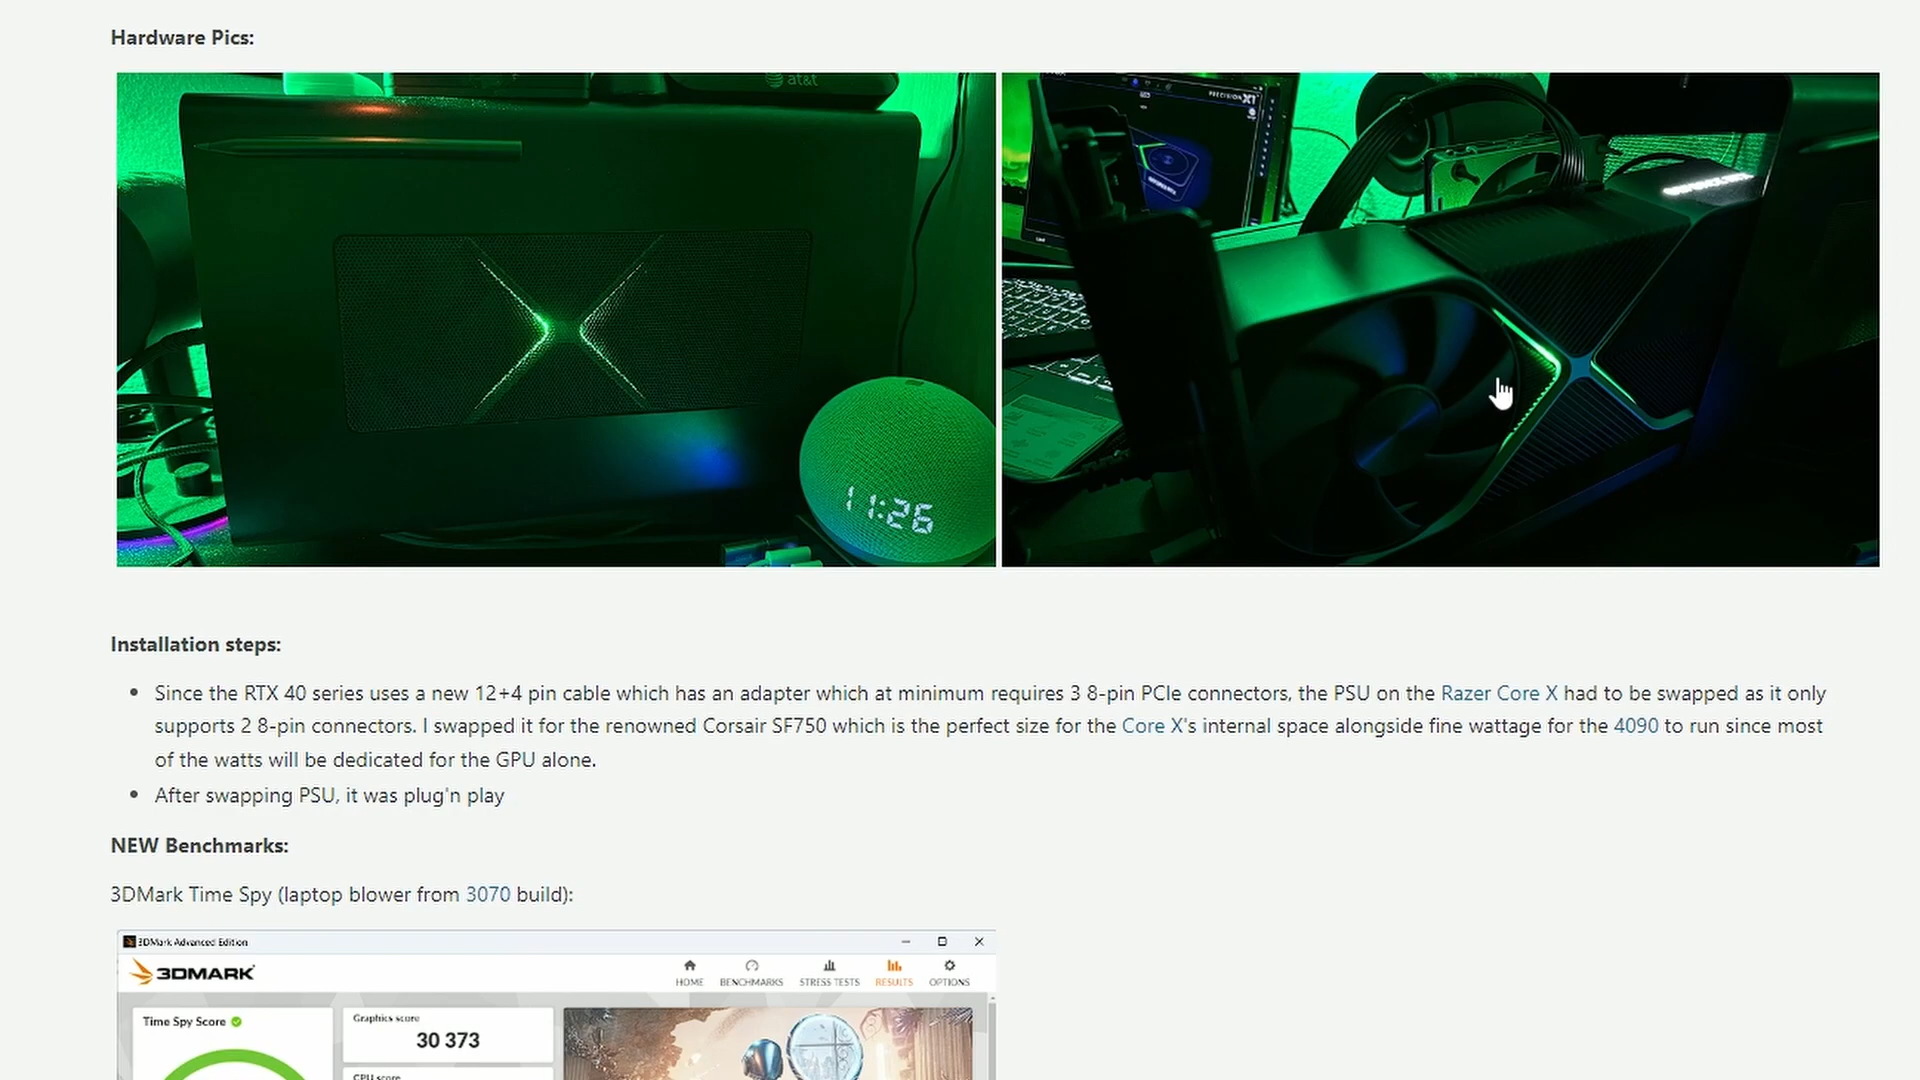 Hardware Pics:
at&t
11:26
PRECISION X1
Installation steps:
Since the RTX 40 series uses a new 12+4 pin cable which has an adapter which at minimum requires 3 8-pin PCIe connectors, the PSU on the Razer Core X had to be swapped as it only
supports 2 8-pin connectors. I swapped it for the renowned Corsair SF750 which is the perfect size for the Core X's internal space alongside fine wattage for the 4090 to run since most
of the watts will be dedicated for the GPU alone.
After swapping PSU, it was plug'n play
NEW Benchmarks:
3DMark Time Spy (laptop blower from 3070 build):
3DMark Advanced Edition
3DMARK
HOME BENCHMARKS STRESS TESTS RESULTS OPTIONS
Time Spy Score
Graphics score
30 373
CPU score